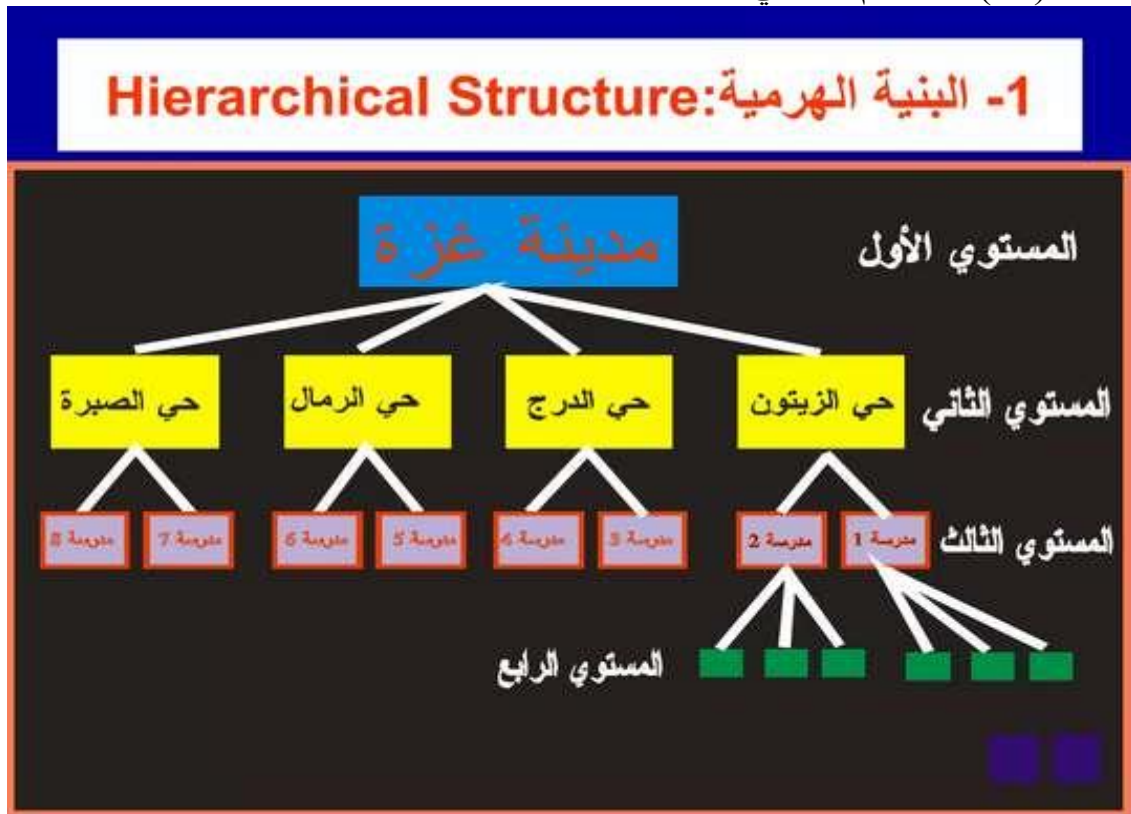 1- البنية الهرمية:Hierarchical Structure
مدينة غزة
المستوي الأول
المستوي الثاني
حي الزيتون
حي الدرج
حي الرمال
حي الصبرة
المستوي الثالث
مدرسة 1
مدرسة 2
مدرسة 3
مدرسة 4
مدرسة 5
مدرسة 6
مدرسة 7
مدرسة 8
المستوي الرابع